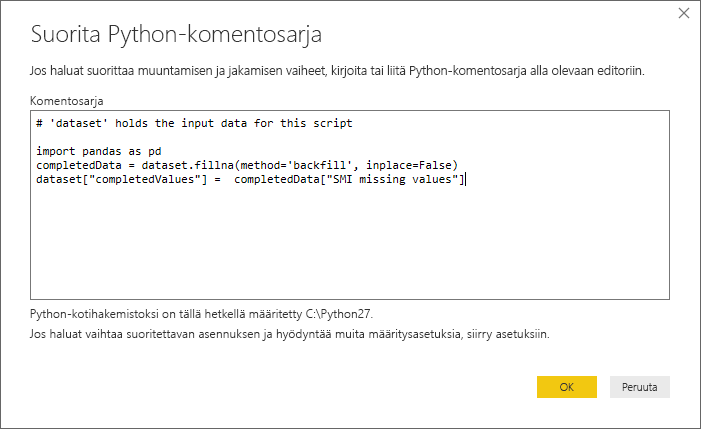 Suorita Python-komentosarja
Jos haluat suorittaa muuntamisen ja jakamisen vaiheet, kirjoita tai liitä Python-komentosarja alla olevaan editoriin.
Komentosarja
# 'dataset' holds the input data for this script
import pandas as pd
completedData = dataset.fillna(method='backfill', inplace=False)
dataset["completedValues"] =  completedData["SMI missing values"]
Python-kotihakemistoksi on tällä hetkellä määritetty C:\Python27.
Jos haluat vaihtaa suoritettavan asennuksen ja hyödyntää muita määritysasetuksia, siirry asetuksiin.
OK
Peruuta